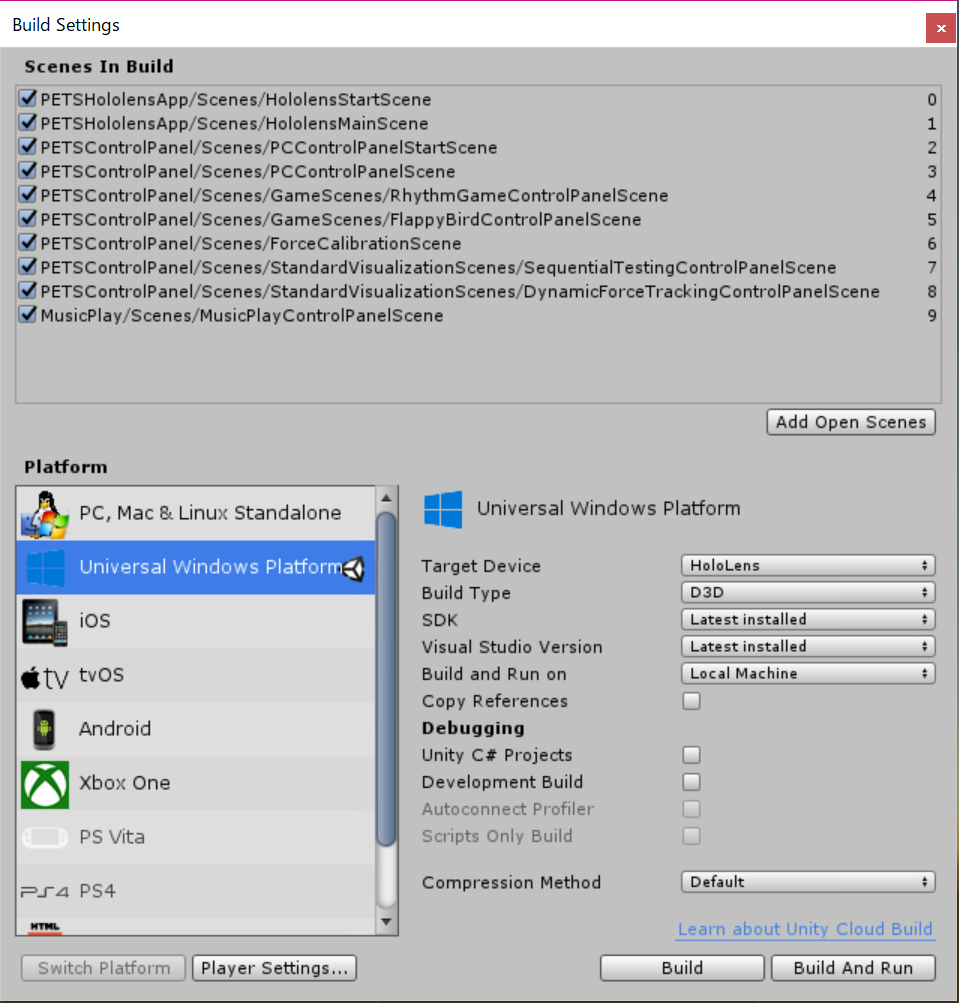 Build Settings
x
Scenes In Build
PETSHololensApp/Scenes/HololensStartScene 0
PETSHololensApp/Scenes/HololensMainScene 1
PETSControlPanel/Scenes/PCControlPanelStartScene 2
PETSControlPanel/Scenes/PCControlPanelScene 3
PETSControlPanel/Scenes/GameScenes/RhythmGameControlPanelScene 4
PETSControlPanel/Scenes/GameScenes/FlappyBirdControlPanelScene 5
PETSControlPanel/Scenes/ForceCalibrationScene 6
PETSControlPanel/Scenes/StandardVisualizationScenes/SequentialTestingControlPanelScene 7
PETSControlPanel/Scenes/StandardVisualizationScenes/DynamicForceTrackingControlPanelScene 8
MusicPlay/Scenes/MusicPlayControlPanelScene 9
Add Open Scenes
Platform
PC, Mac & Linux Standalone
Universal Windows Platform
iOS
tv tvOS
Android
Xbox One
PS Vita
PS4 PS4
HTML
Universal Windows Platform
Target Device HoloLens
Build Type D3D
SDK Latest installed
Visual Studio Version Latest installed
Build and Run on Local Machine
Copy References
Debugging
Unity C# Projects
Development Build
Autoconnect Profiler
Scripts Only Build
Compression Method Default
Learn about Unity Cloud Build
Switch Platform
Player Settings...
Build
Build And Run